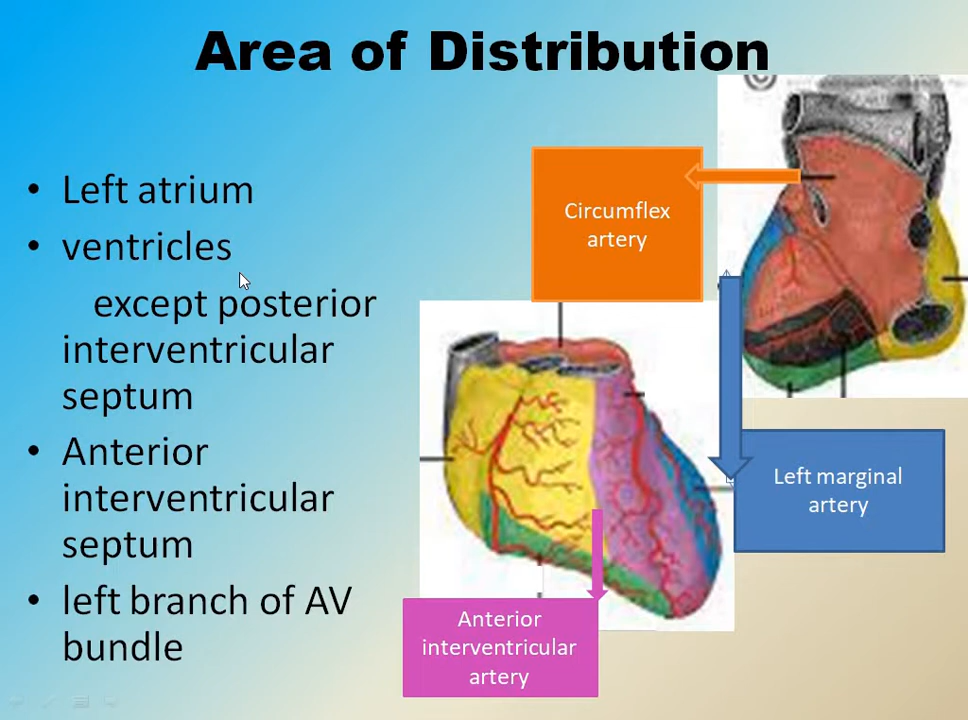 Area of Distribution
• Left atrium
• ventricles
except posterior
interventricular
septum
• Anterior
interventricular
septum
• left branch of AV
bundle
Circumflex
artery
Left marginal
artery
Anterior
interventricular
artery